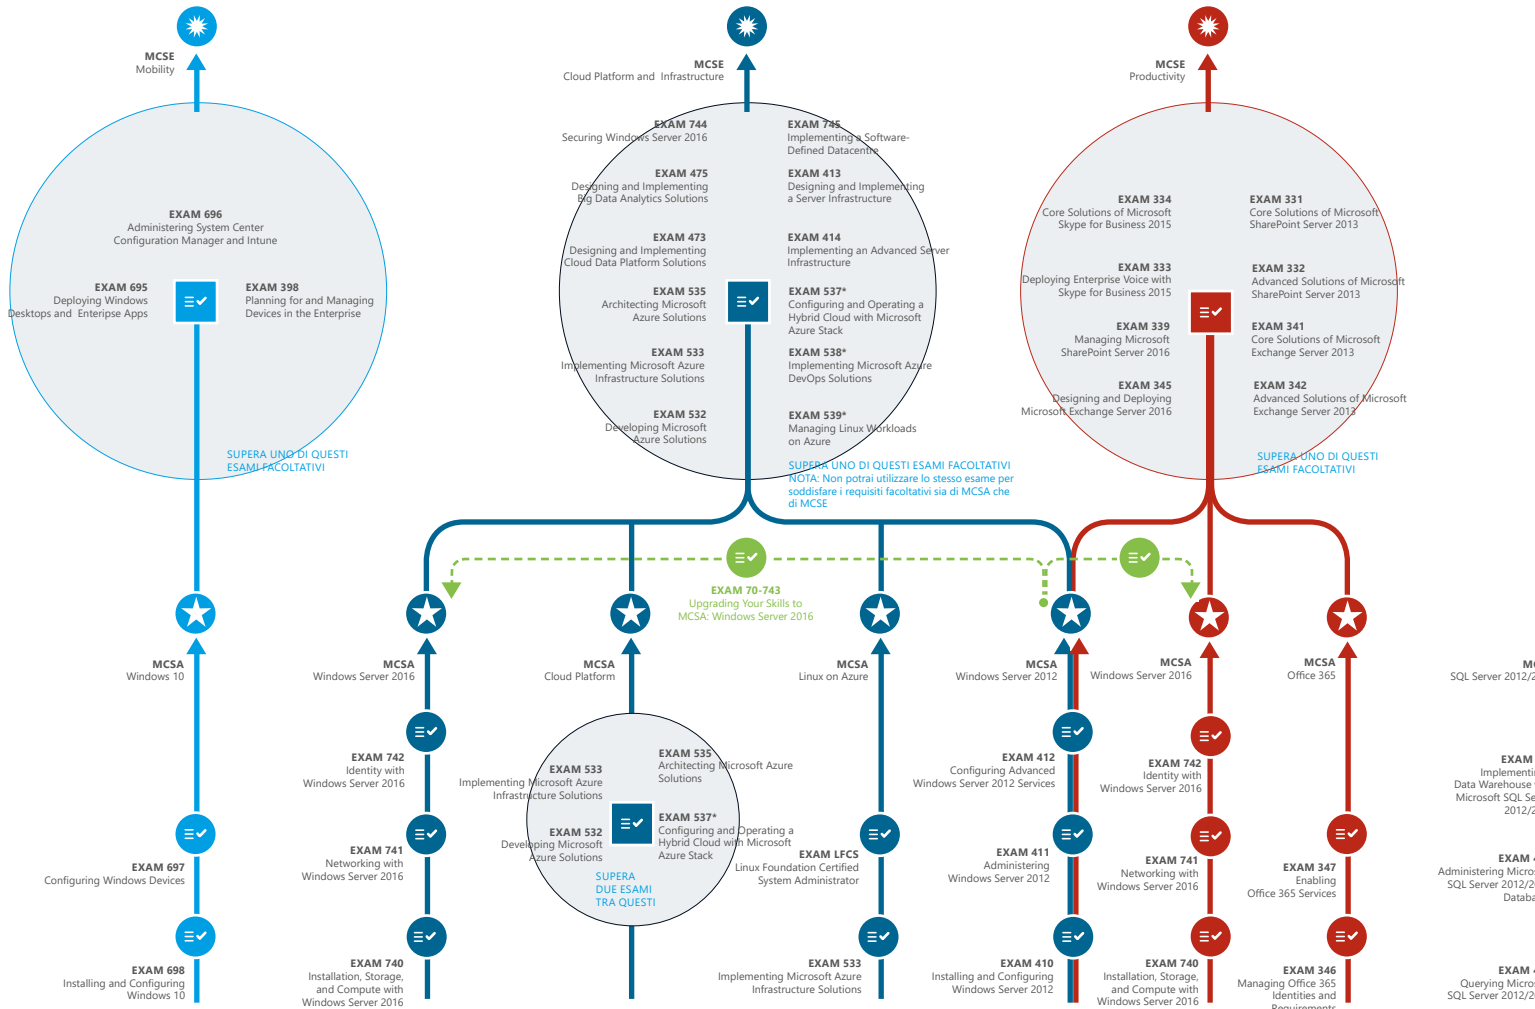 MCSE
Mobility
EXAM 696
Administering System Center
Configuration Manager and Intune
EXAM 695
Deploying Windows
Desktops and Enteripse Apps
EXAM 398
Planning for and Managing
Devices in the Enterprise
SUPERA UNO DI QUESTI
ESAMI FACOLTATIVI
MCSA
Windows 10
EXAM 697
Configuring Windows Devices
EXAM 698
Installing and Configuring
Windows 10
MCSE
Cloud Platform and Infrastructure
EXAM 744
Securing Windows Server 2016
EXAM 745
Implementing a Software-
Defined Datacentre
EXAM 475
Designing and Implementing
Big Data Analytics Solutions
EXAM 413
Designing and Implementing
a Server Infrastructure
EXAM 473
Designing and Implementing
Cloud Data Platform Solutions
EXAM 414
Implementing an Advanced Server
Infrastructure
EXAM 535
Architecting Microsoft
Azure Solutions
EXAM 537*
Configuring and Operating a
Hybrid Cloud with Microsoft
Azure Stack
EXAM 533
Implementing Microsoft Azure
Infrastructure Solutions
EXAM 538*
Implementing Microsoft Azure
DevOps Solutions
EXAM 532
Developing Microsoft
Azure Solutions
EXAM 539*
Managing Linux Workloads
on Azure
SUPERA UNO DI QUESTI ESAMI FACOLTATIVI
NOTA: Non potrai utilizzare lo stesso esame per
soddisfare i requisiti facoltativi sia di MCSA che
di MCSE
EXAM 70-743
Upgrading Your Skills to
MCSA: Windows Server 2016
MCSA
Windows Server 2016
EXAM 742
Identity with
Windows Server 2016
EXAM 741
Networking with
Windows Server 2016
EXAM 740
Installation, Storage,
and Compute with
Windows Server 2016
MCSA
Cloud Platform
EXAM 533
Implementing Microsoft Azure
Infrastructure Solutions
EXAM 535
Architecting Microsoft Azure
Solutions
EXAM 532
Developing Microsoft
Azure Solutions
EXAM 537*
Configuring and Operating a
Hybrid Cloud with Microsoft
Azure Stack
SUPERA
DUE ESAMI
TRA QUESTI
MCSA
Linux on Azure
EXAM LFCS
Linux Foundation Certified
System Administrator
EXAM 533
Implementing Microsoft Azure
Infrastructure Solutions
MCSA
Windows Server 2012
EXAM 412
Configuring Advanced
Windows Server 2012 Services
EXAM 411
Administering
Windows Server 2012
EXAM 410
Installing and Configuring
Windows Server 2012
MCSE
Productivity
EXAM 334
Core Solutions of Microsoft
Skype for Business 2015
EXAM 331
Core Solutions of Microsoft
SharePoint Server 2013
EXAM 333
Deploying Enterprise Voice with
Skype for Business 2015
EXAM 332
Advanced Solutions of Microsoft
SharePoint Server 2013
EXAM 339
Managing Microsoft
SharePoint Server 2016
EXAM 341
Core Solutions of Microsoft
Exchange Server 2013
EXAM 345
Designing and Deploying
Microsoft Exchange Server 2016
EXAM 342
Advanced Solutions of Microsoft
Exchange Server 2013
SUPERA UNO DI QUESTI
ESAMI FACOLTATIVI
MCSA
Windows Server 2016
EXAM 742
Identity with
Windows Server 2016
EXAM 741
Networking with
Windows Server 2016
EXAM 740
Installation, Storage,
and Compute with
Windows Server 2016
MCSA
Office 365
EXAM 347
Enabling
Office 365 Services
EXAM 346
Managing Office 365
Identities and
Requirements
SQL Server
EXAM
Data Warehouse
Microsoft SQL
EXAM
Administering
SQL Server
EXAM
Querying
SQL Server